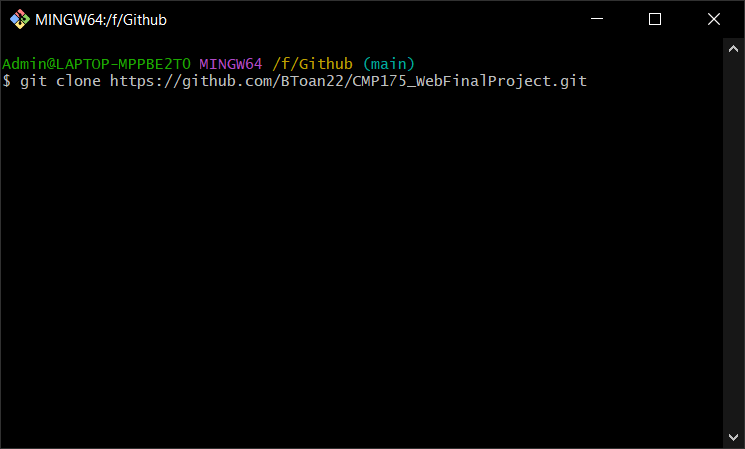 MINGW64:/f/Github
Admin@LAPTOP-MPPBE2T0 MINGW64 /f/Github (main)
$ git clone https://github.com/BToan22/CMP175_WebFinalProject.git